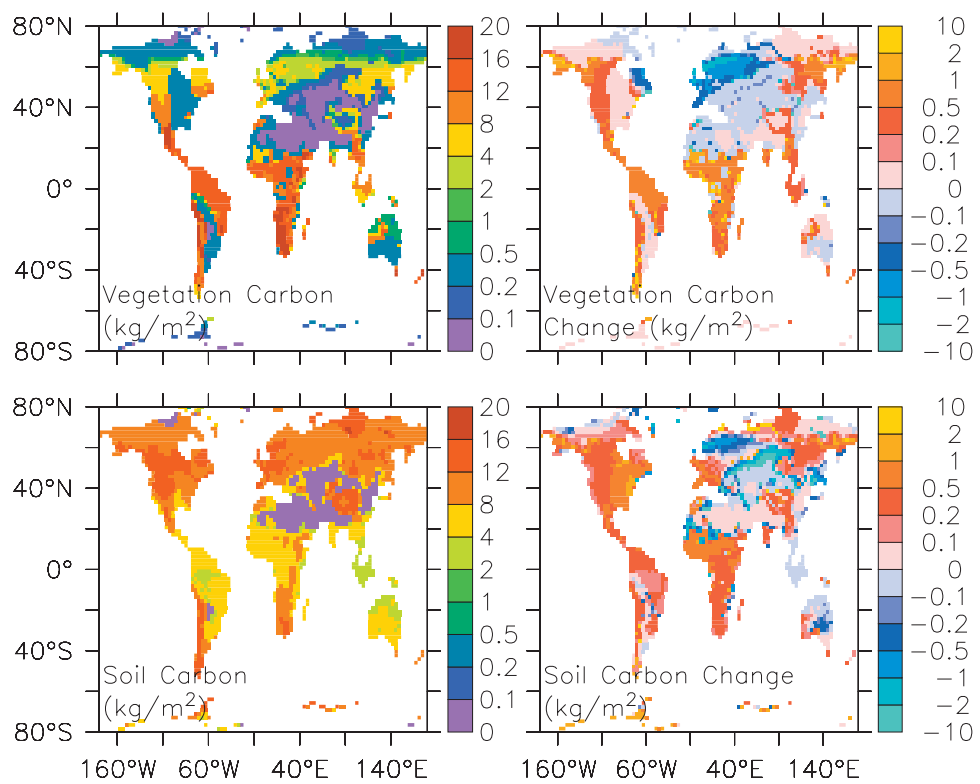 80°N
40°N
0°
40°S
80°S
Vegetation Carbon
(kg/m²)
20
16
12
8
4
2
1
0.5
0.2
0.1
0
Vegetation Carbon
Change (kg/m²)
10
2
1
0.5
0.2
0.1
0
−0.1
−0.2
−0.5
−1
−2
−10
80°N
40°N
0°
40°S
80°S
Soil Carbon
(kg/m²)
20
16
12
8
4
2
1
0.5
0.2
0.1
0
Soil Carbon Change
(kg/m²)
10
2
1
0.5
0.2
0.1
0
−0.1
−0.2
−0.5
−1
−2
−10
160°W 60°W 40°E 140°E
160°W 60°W 40°E 140°E